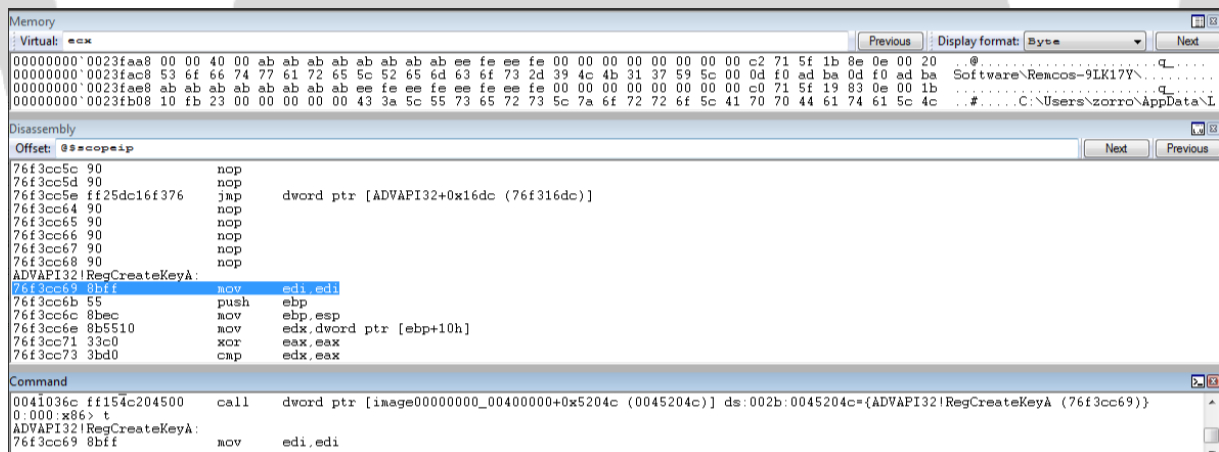 Memory
Virtual: ecx Previous Display format: Byte Next
00000000`0023faa8 00 00 40 00 ab ab ab ab ab ab ab ab ee fe ee fe 00 00 00 00 00 00 00 00 c2 71 5f 1b 8e 0e 00 20 ..@......................q_....
00000000`0023fac8 53 6f 66 74 77 61 72 65 5c 52 65 6d 63 6f 73 2d 39 4c 4b 31 37 59 5c 00 0d f0 ad ba 0d f0 ad ba Software\Remcos-9LK17Y\.........
00000000`0023fae8 ab ab ab ab ab ab ab ab ee fe ee fe ee fe ee fe 00 00 00 00 00 00 00 00 c0 71 5f 19 83 0e 00 1b .........................q_.....
00000000`0023fb08 10 fb 23 00 00 00 00 00 43 3a 5c 55 73 65 72 73 5c 7a 6f 72 72 6f 5c 41 70 70 44 61 74 61 5c 4c ..#.....C:\Users\zorro\AppData\L
Disassembly
Offset: @$scopeip Next Previous
76f3cc5c 90 nop
76f3cc5d 90 nop
76f3cc5e ff25dc16f376 jmp dword ptr [ADVAPI32+0x16dc (76f316dc)]
76f3cc64 90 nop
76f3cc65 90 nop
76f3cc66 90 nop
76f3cc67 90 nop
76f3cc68 90 nop
ADVAPI32!RegCreateKeyA:
76f3cc69 8bff mov edi,edi
76f3cc6b 55 push ebp
76f3cc6c 8bec mov ebp,esp
76f3cc6e 8b5510 mov edx,dword ptr [ebp+10h]
76f3cc71 33c0 xor eax,eax
76f3cc73 3bd0 cmp edx,eax
Command
0041036c ff154c204500 call dword ptr [image00000000_00400000+0x5204c (0045204c)] ds:002b:0045204c={ADVAPI32!RegCreateKeyA (76f3cc69)}
0:000:x86> t
ADVAPI32!RegCreateKeyA:
76f3cc69 8bff mov edi,edi